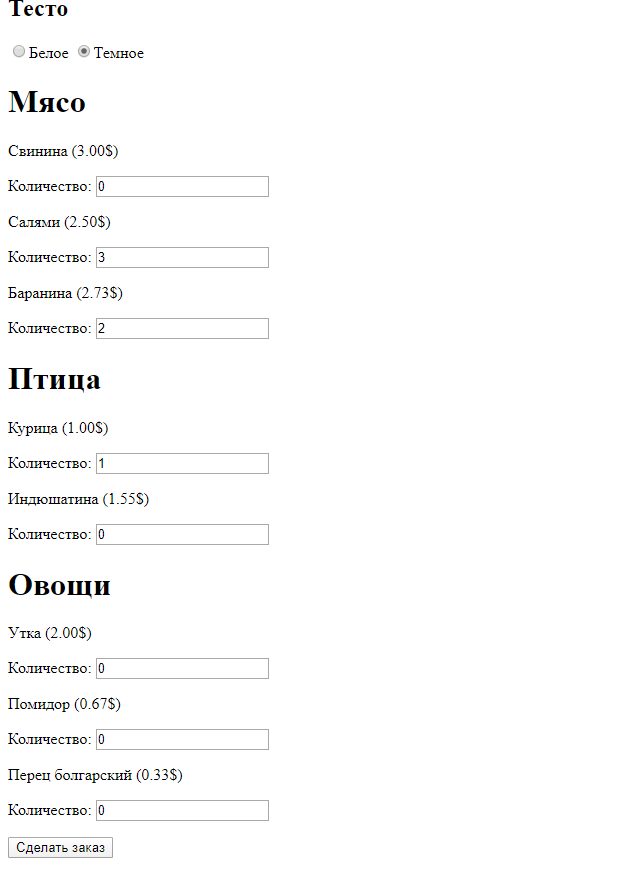 Тесто
Белое Темное
Мясо
Свинина (3.00$)
Количество: 0
Салями (2.50$)
Количество: 3
Баранина (2.73$)
Количество: 2
Птица
Курица (1.00$)
Количество: 1
Индюшатина (1.55$)
Количество: 0
Овощи
Утка (2.00$)
Количество: 0
Помидор (0.67$)
Количество: 0
Перец болгарский (0.33$)
Количество: 0
Сделать заказ